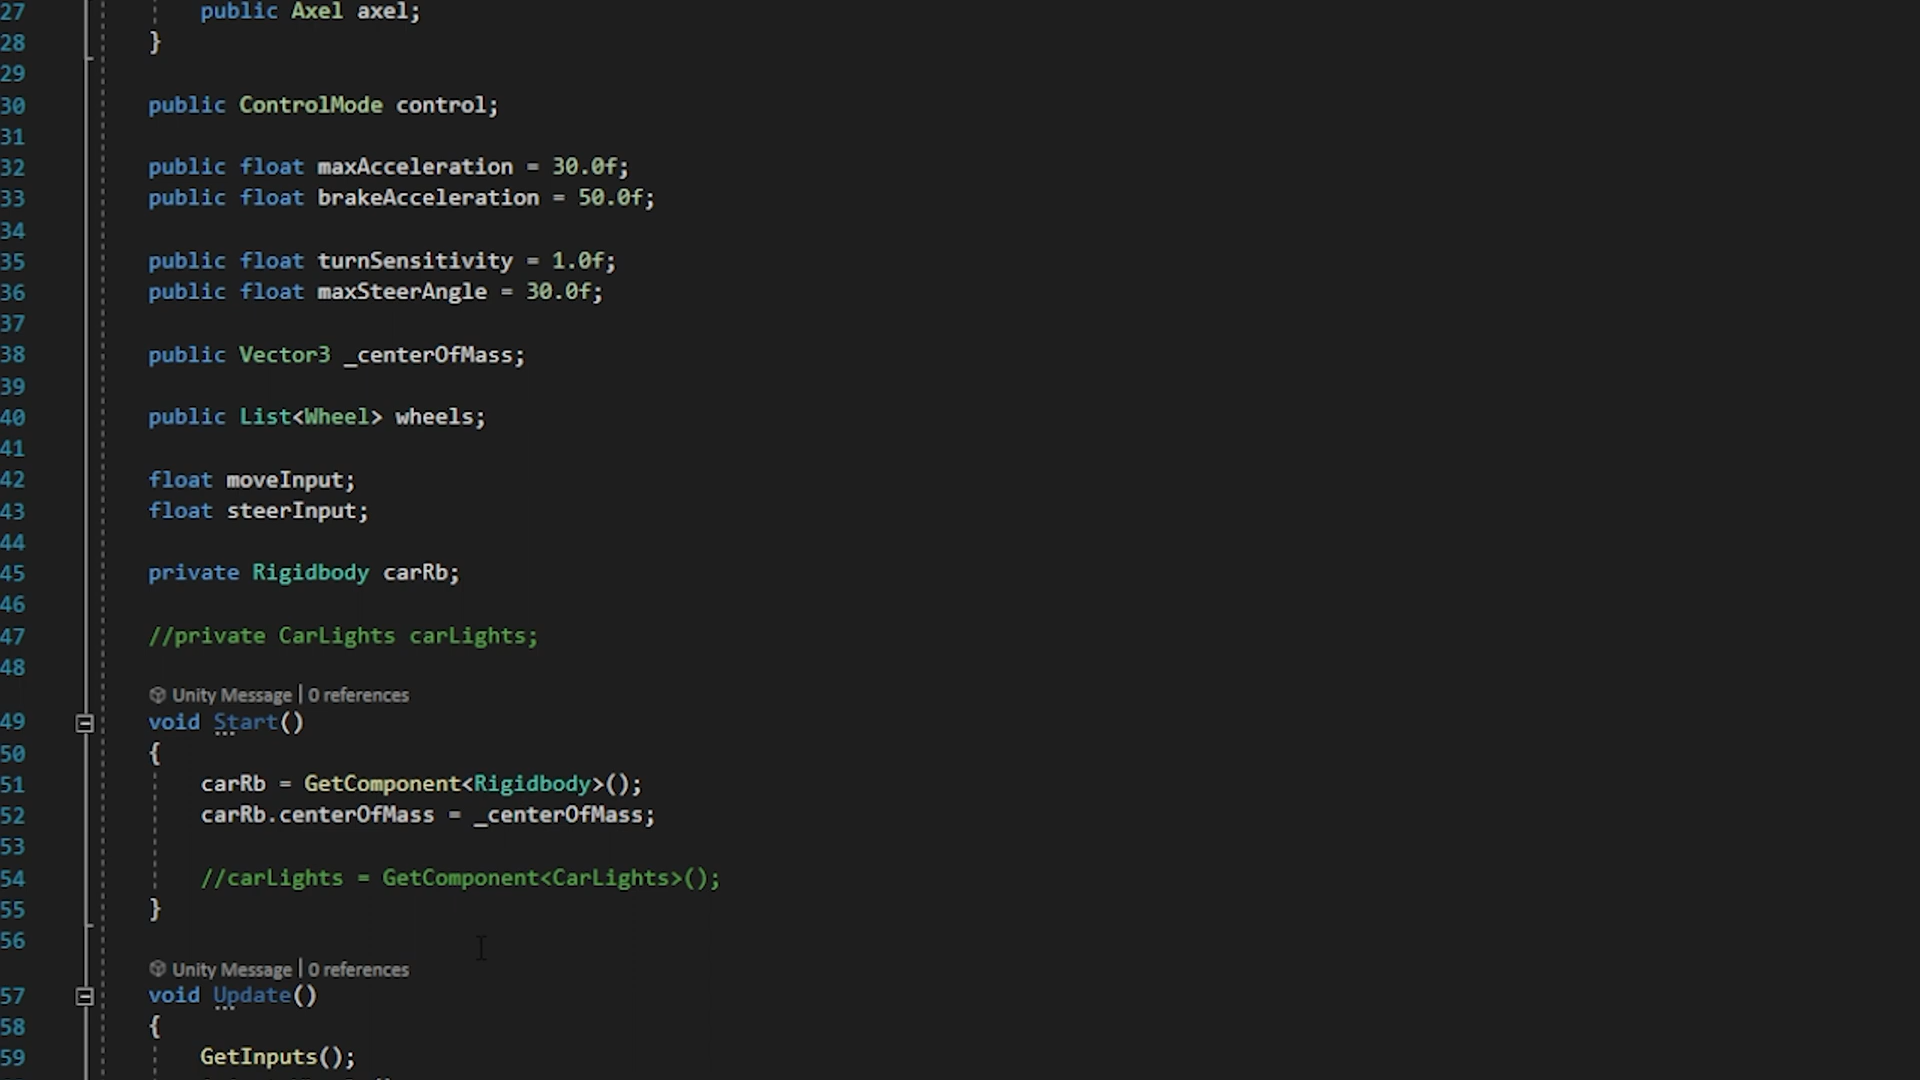 27 public Axel axel;
28 }
29
30 public ControlMode control;
31
32 public float maxAcceleration = 30.0f;
33 public float brakeAcceleration = 50.0f;
34
35 public float turnSensitivity = 1.0f;
36 public float maxSteerAngle = 30.0f;
37
38 public Vector3 _centerOfMass;
39
40 public List<Wheel> wheels;
41
42 float moveInput;
43 float steerInput;
44
45 private Rigidbody carRb;
46
47 //private CarLights carLights;
48
Unity Message | 0 references
49 void Start()
50 {
51 carRb = GetComponent<Rigidbody>();
52 carRb.centerOfMass = _centerOfMass;
53
54 //carLights = GetComponent<CarLights>();
55 }
56
Unity Message | 0 references
57 void Update()
58 {
59 GetInputs();